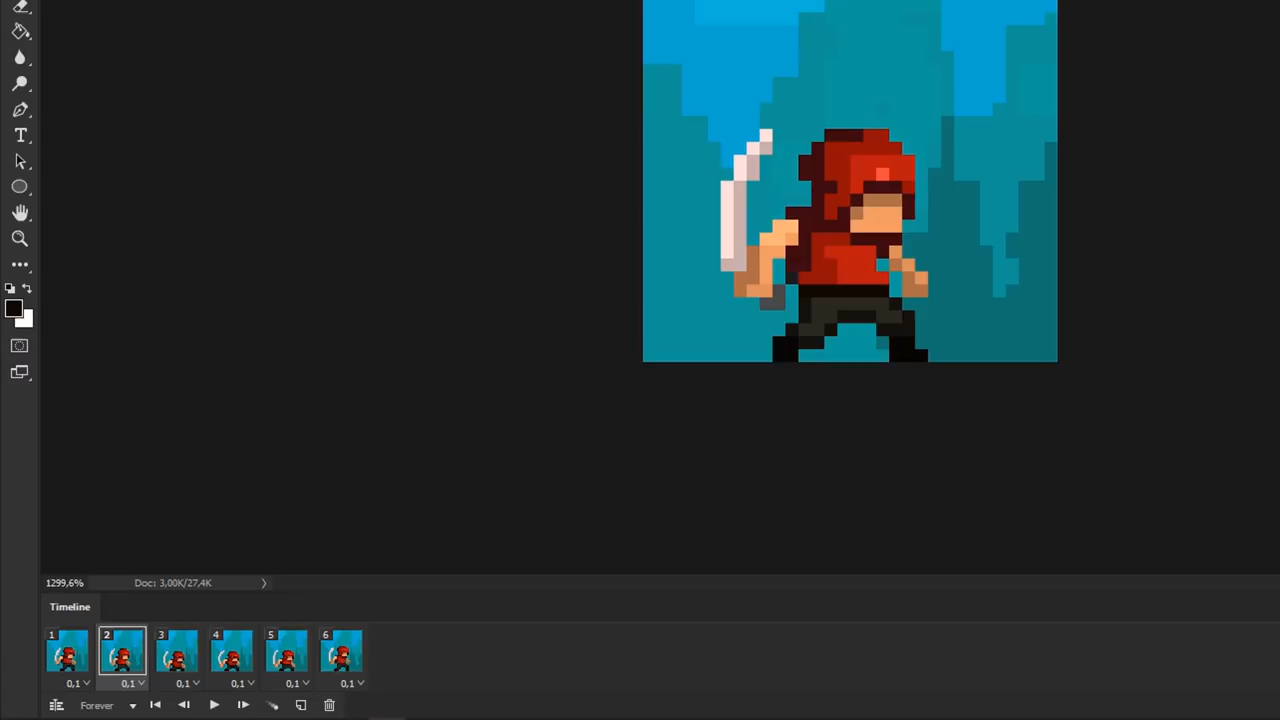 T
1299,6%
Doc: 3,00K/27,4K
Timeline
1 2 3 4 5 6
0,1 0,1 0,1 0,1 0,1 0,1
Forever